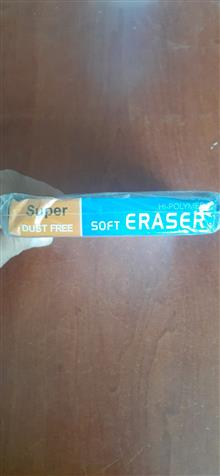 Super
DUST FREE
HI-POLYMER
SOFT ERASER